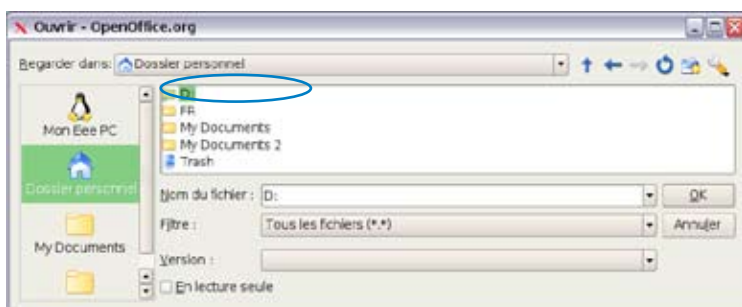 Ouvrir - OpenOffice.org
Regarder dans: Dossier personnel
Mon Eee PC
Dossier personnel
My Documents
D:
FR
My Documents
My Documents 2
Trash
Nom du fichier : D:
OK
Filtre : Tous les fichiers (*.*)
Annuler
Version :
En lecture seule